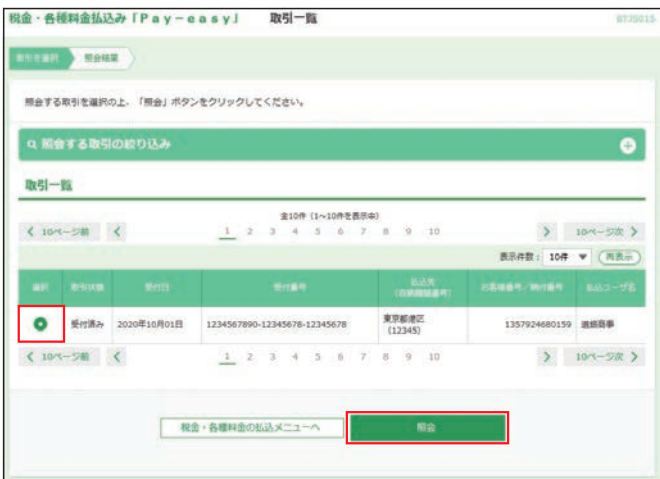 税金・各種料金払込み「Pay-easy」 取引一覧 BTJS015
取引を選択 照会結果
照会する取引を選択の上、「照会」ボタンをクリックしてください。
照会する取引の絞り込み
取引一覧
全10件（1～10件を表示中）
10ページ前 1 2 3 4 5 6 7 8 9 10 10ページ次
表示件数： 10件 再表示
選択 取引状態 受付日 受付番号 払込先 お客様番号／納付番号 払込ユーザ名
（収納機関番号）
受付済み 2020年10月01日 1234567890-12345678-12345678 東京都港区 1357924680159 道銀商事
（12345）
10ページ前 1 2 3 4 5 6 7 8 9 10 10ページ次
税金・各種料金の払込メニューへ 照会